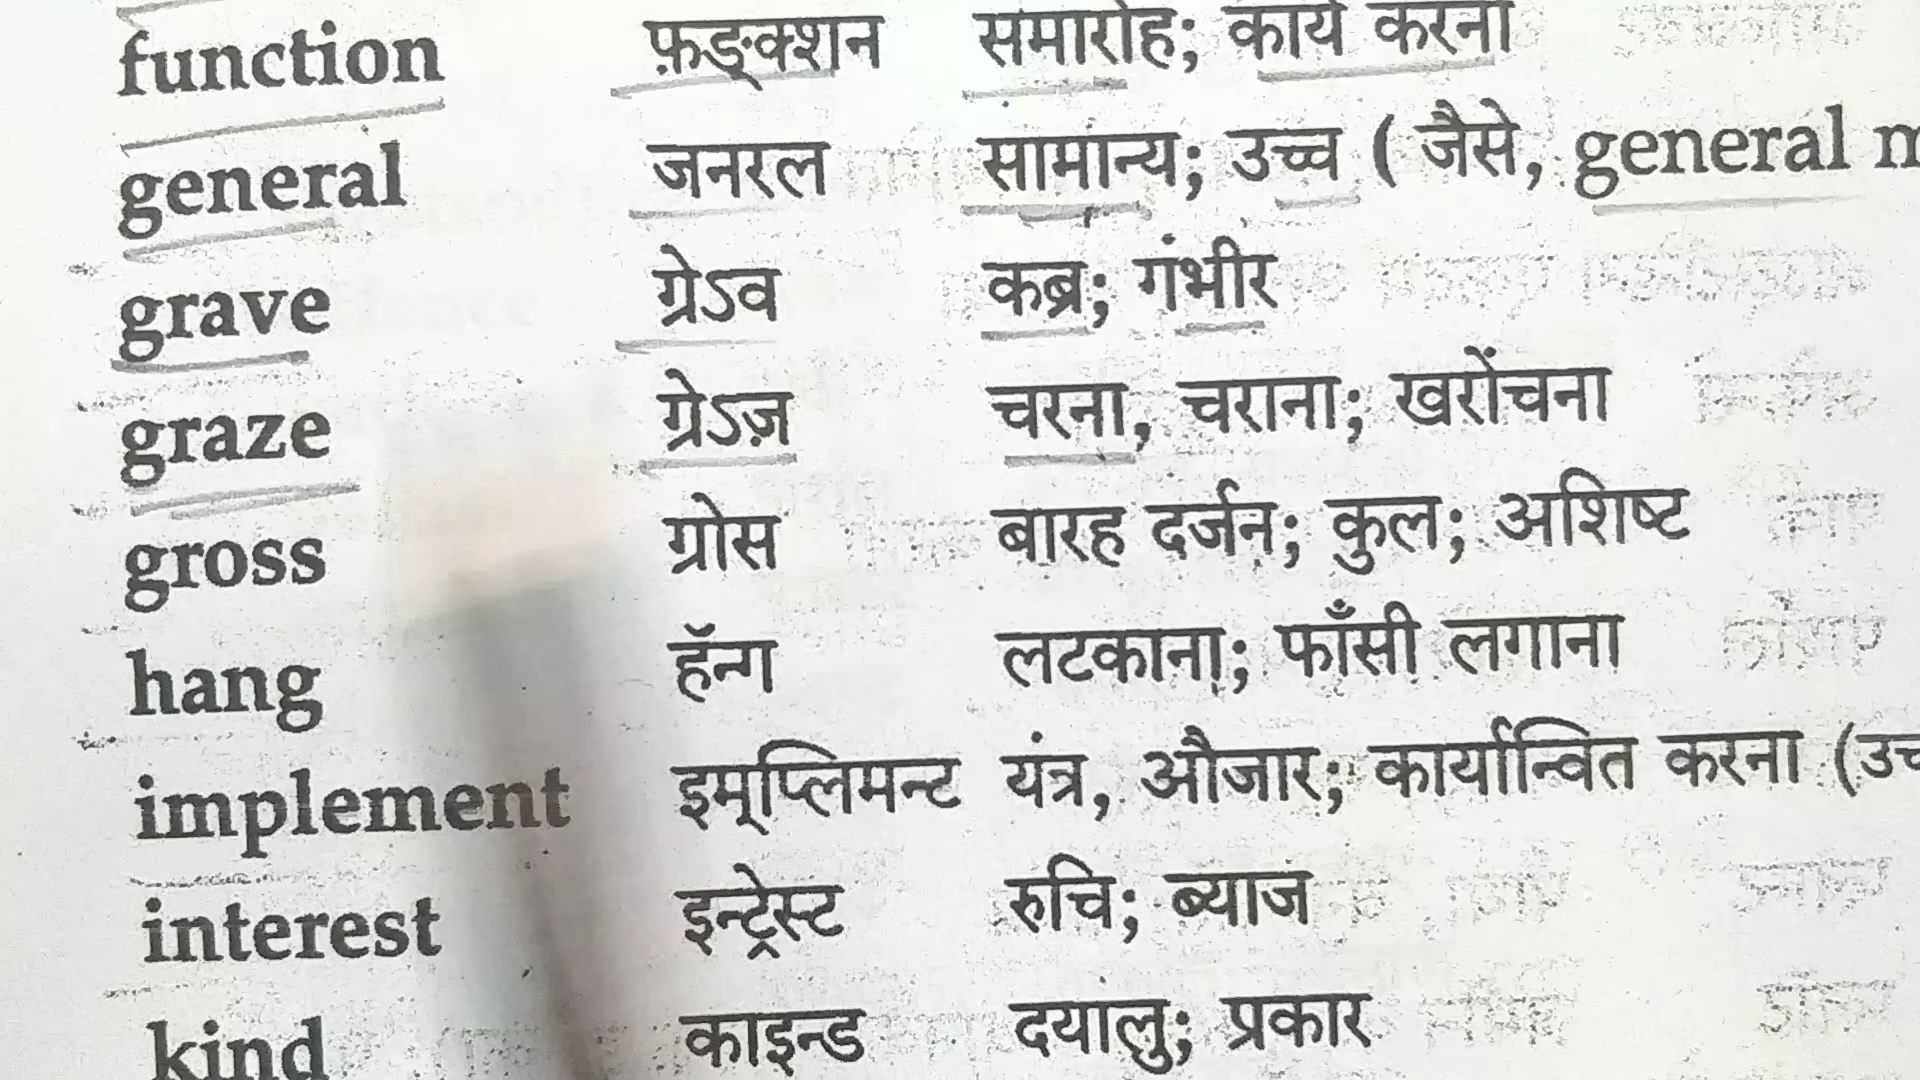 function फ़ङ्क्शन समारोह; कार्य करना
general जनरल सामान्य; उच्च ( जैसे, general
grave ग्रेऽव कब्र; गंभीर
graze ग्रेऽज़ चरना, चराना; खरोंचना
gross ग्रोस बारह दर्जन; कुल; अशिष्ट
hang हॅन्ग लटकाना; फाँसी लगाना
implement इम्प्लिमन्ट यंत्र, औजार; कार्यान्वित करना (
interest इन्ट्रेस्ट रुचि; ब्याज
kind काइन्ड दयालु; प्रकार